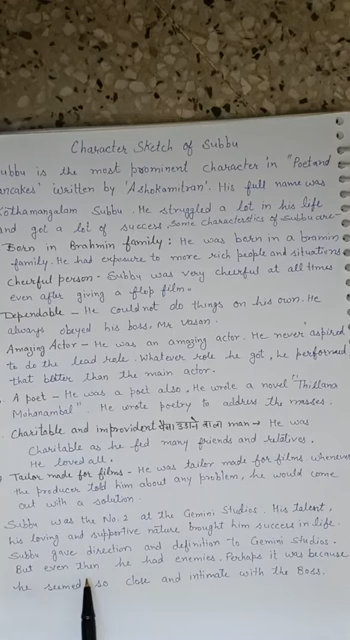 Character Sketch of Subbu
ubbu is the most prominent character in "Poet and
ancakes' written by 'Ashokamitran'. His full name was
Kothamangalam Subbu. He struggled a lot in his life
and got a lot of success, Some characteristics of Subbu are-
Born in Brahmin family: He was born in a bramin
family. He had exposure to more rich people and situations
cheerful person - Subbu was very cheerful at all times
even after giving a flop film.
Dependable - He could not do things on his own. He
always obeyed his boss, Mr Vasan.
Amazing Actor - He was an amazing actor. He never aspired
to do the lead role. Whatever role he got, he performed
that better than the main actor.
A poet - He was a poet also. He wrote a novel "Thillana
Mohanambal". He wrote poetry to address the masses.
Charitable and improvident पैसा उड़ाने वाला man → He was
Charitable as he fed many friends and relatives.
He loved all.
Tailor made for films - He was tailor made for films whenever
the producer told him about any problem, he would come
out with a solution.
Subbu was the No. 2 at the Gemini Studios. His talent,
his loving and supportive nature brought him success in life.
Subbu gave direction and definition to Gemini Studios.
But even then he had enemies. Perhaps it was because
he seemed so close and intimate with the Boss.